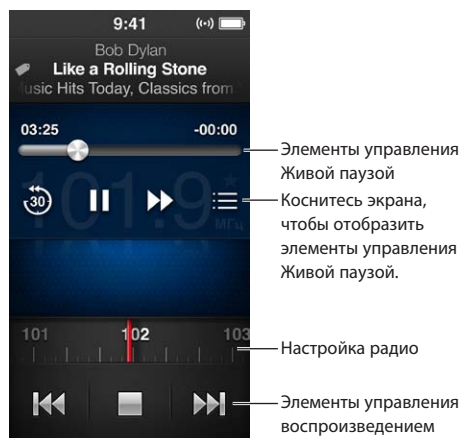 9:41
Bob Dylan
Like a Rolling Stone
usic Hits Today, Classics from
03:25 -00:00
Элементы управления
Живой паузой
30
101.9
МГц
Коснитесь экрана,
чтобы отобразить
элементы управления
Живой паузой.
101 102 103
Настройка радио
Элементы управления
воспроизведением